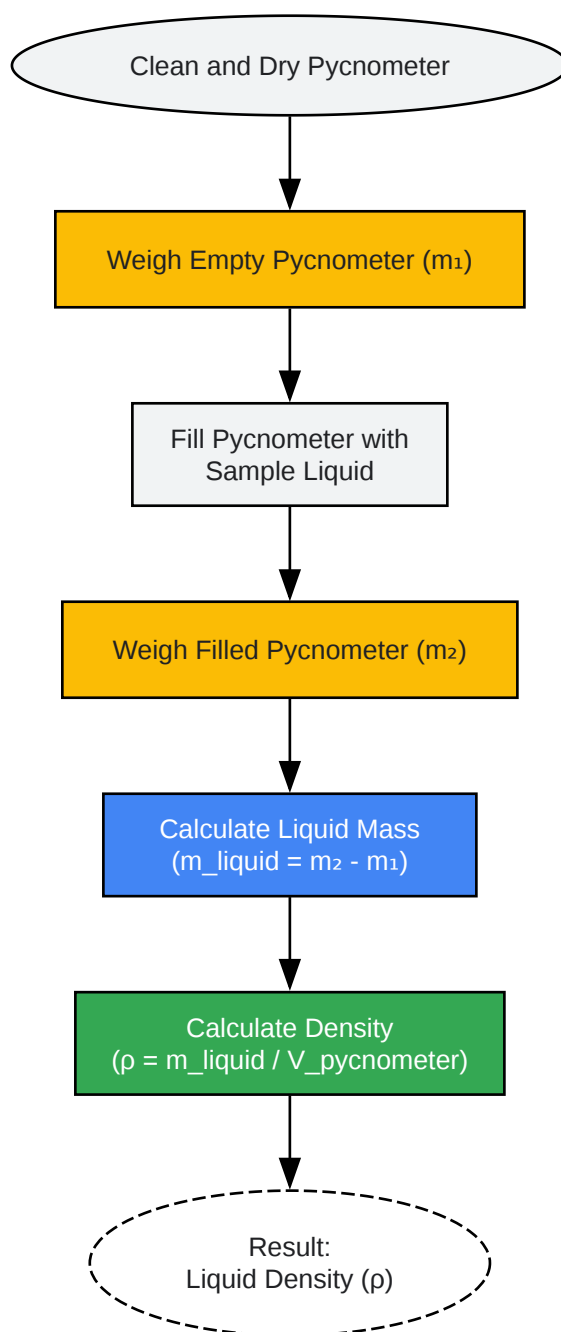 Clean and Dry Pycnometer
Weigh Empty Pycnometer (m₁)
Fill Pycnometer with
Sample Liquid
Weigh Filled Pycnometer (m₂)
Calculate Liquid Mass
(m_liquid = m₂ - m₁)
Calculate Density
(ρ = m_liquid / V_pycnometer)
Result:
Liquid Density (ρ)